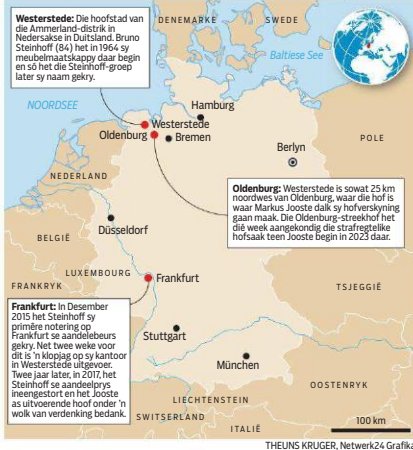 Westerstede: Die hoofstad van
die Ammerland-distrik in
Nedersakse in Duitsland. Bruno
Steinhoff (84) het in 1964 sy
meubelmaatskappy daar begin
en só het die Steinhoff-groep
later sy naam gekry.
DENEMARKE
SWEDE
Baltiese See
NOORDSEE
Hamburg
Westerstede
Oldenburg
Bremen
POLE
Berlyn
NEDERLAND
Oldenburg: Westerstede is sowat 25 km
noordwes van Oldenburg, waar die hof is
waar Markus Jooste dalk sy hofverskyning
gaan maak. Die Oldenburg-streekhof het
dié week aangekondig die strafregtelike
hofsaak teen Jooste begin in 2023 daar.
Düsseldorf
BELGIË
LUXEMBOURG
Frankfurt
FRANKRYK
TSJEGGIË
Frankfurt: In Desember
2015 het Steinhoff sy
primêre notering op
Frankfurt se aandelebeurs
gekry. Net twee weke voor
dit is 'n klopjag op sy kantoor
in Westerstede uitgevoer.
Twee jaar later, in 2017, het
Steinhoff se aandeelprys
ineengestort en het Jooste
as uitvoerende hoof onder 'n
wolk van verdenking bedank.
Stuttgart
München
OOSTENRYK
LIECHTENSTEIN
SWITSERLAND
ITALIË
100 km
THEUNS KRUGER, Netwerk24 Grafika